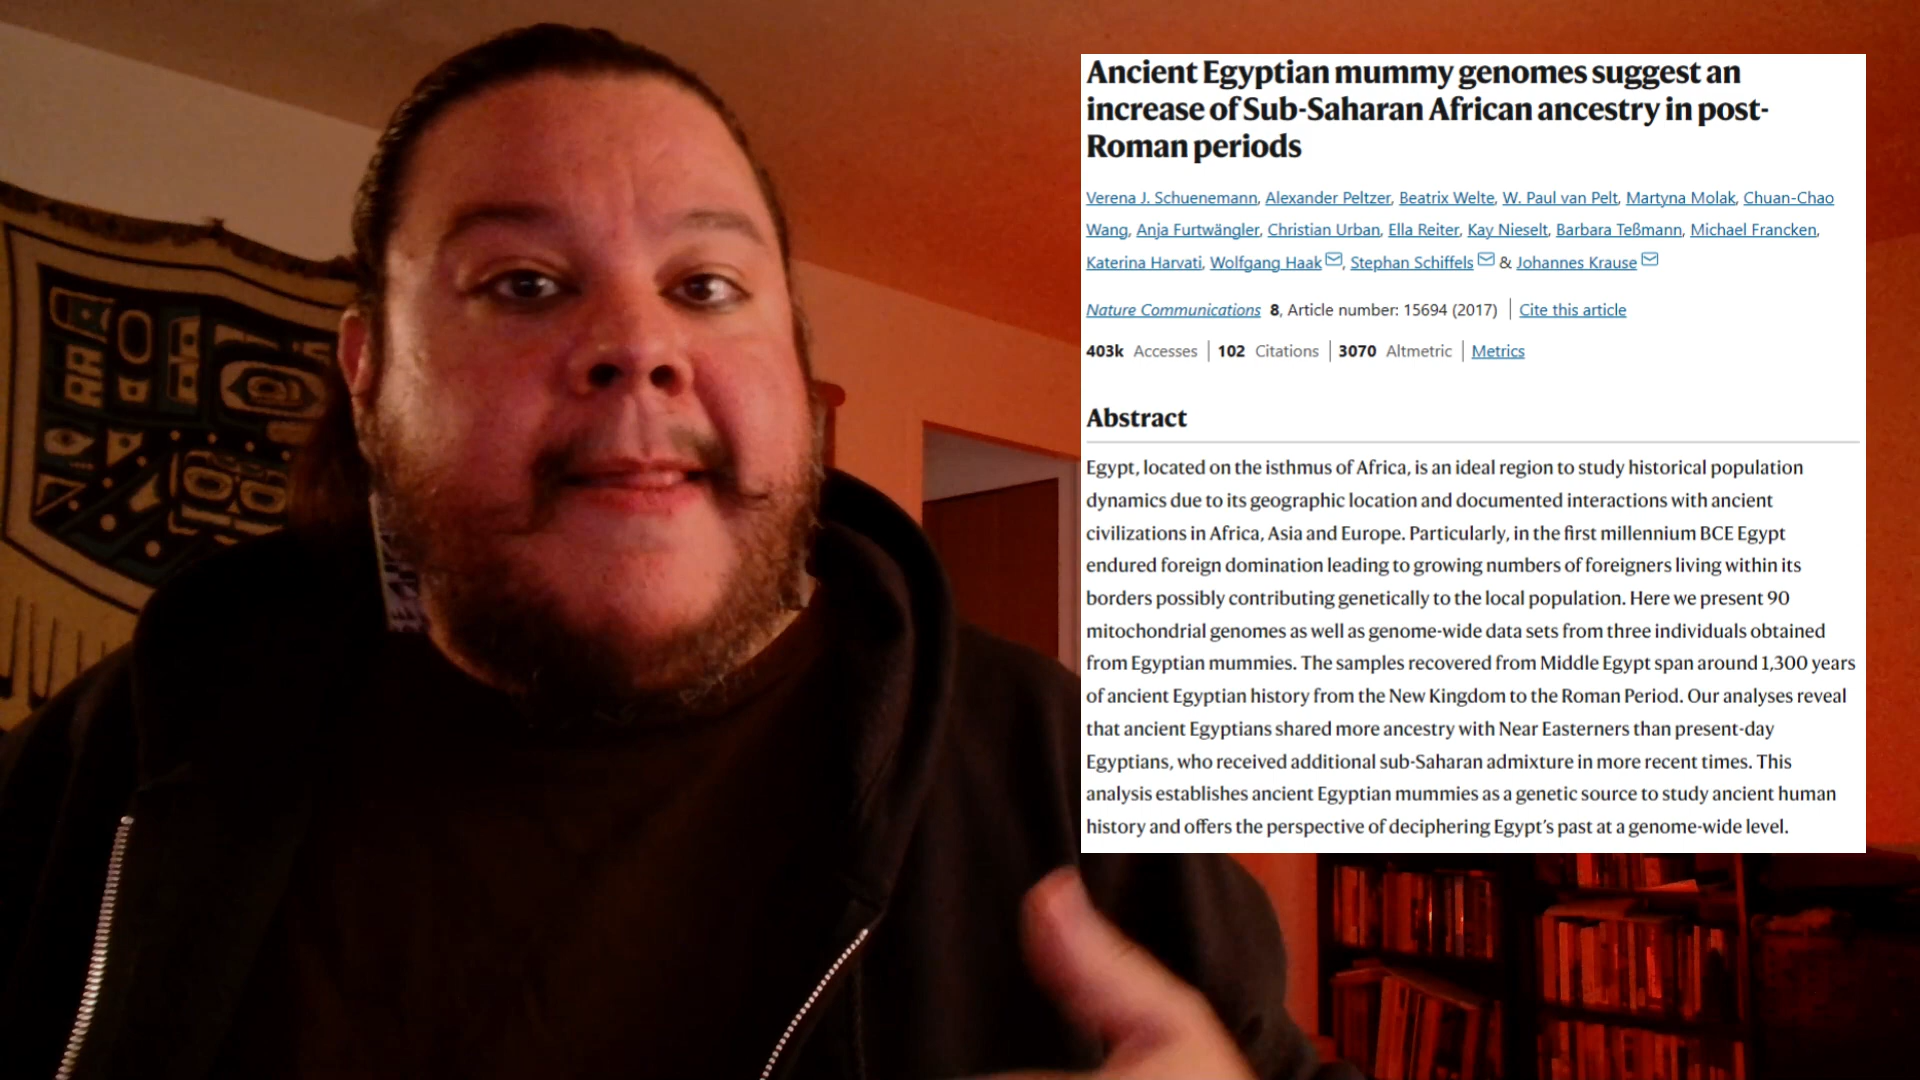 Ancient Egyptian mummy genomes suggest an
increase of Sub-Saharan African ancestry in post-
Roman periods
Verena J. Schuenemann, Alexander Peltzer, Beatrix Welte, W. Paul van Pelt, Martyna Molak, Chuan-Chao
Wang, Anja Furtwängler, Christian Urban, Ella Reiter, Kay Nieselt, Barbara Teßmann, Michael Francken,
Katerina Harvati, Wolfgang Haak, Stephan Schiffels & Johannes Krause
Nature Communications 8, Article number: 15694 (2017) | Cite this article
403k Accesses | 102 Citations | 3070 Altmetric | Metrics
Abstract
Egypt, located on the isthmus of Africa, is an ideal region to study historical population
dynamics due to its geographic location and documented interactions with ancient
civilizations in Africa, Asia and Europe. Particularly, in the first millennium BCE Egypt
endured foreign domination leading to growing numbers of foreigners living within its
borders possibly contributing genetically to the local population. Here we present 90
mitochondrial genomes as well as genome-wide data sets from three individuals obtained
from Egyptian mummies. The samples recovered from Middle Egypt span around 1,300 years
of ancient Egyptian history from the New Kingdom to the Roman Period. Our analyses reveal
that ancient Egyptians shared more ancestry with Near Easterners than present-day
Egyptians, who received additional sub-Saharan admixture in more recent times. This
analysis establishes ancient Egyptian mummies as a genetic source to study ancient human
history and offers the perspective of deciphering Egypt's past at a genome-wide level.